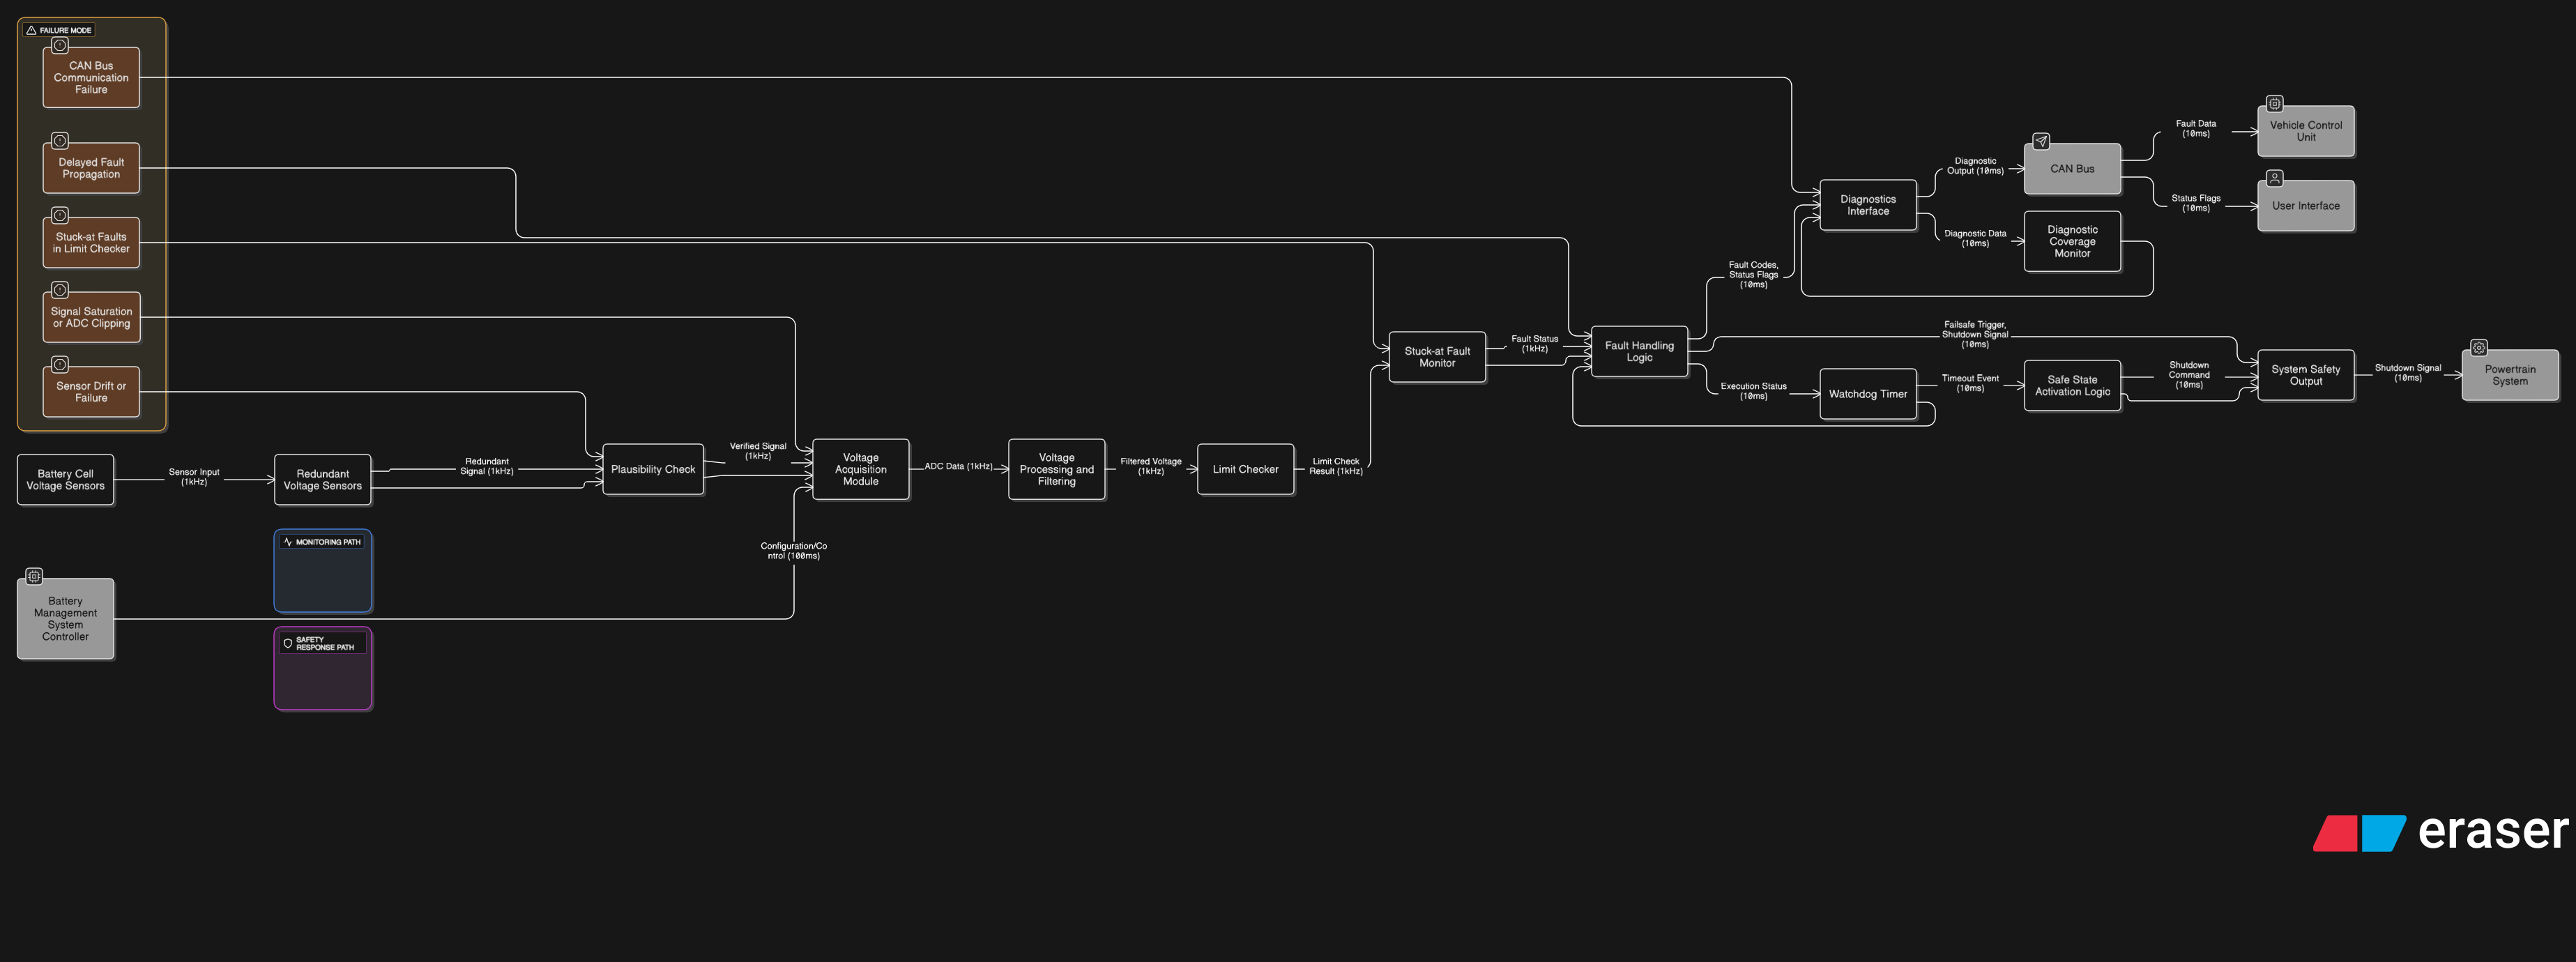 FAILURE MODE
CAN Bus
Communication
Failure
Delayed Fault
Propagation
Stuck-at Faults
in Limit Checker
Signal Saturation
or ADC Clipping
Sensor Drift or
Failure
Battery Cell
Voltage Sensors
Sensor Input
(1kHz)
Redundant
Voltage Sensors
Redundant
Signal (1kHz)
Plausibility Check
Verified Signal
(1kHz)
Voltage
Acquisition
Module
ADC Data (1kHz)
Voltage
Processing and
Filtering
Filtered Voltage
(1kHz)
Limit Checker
Limit Check
Result (1kHz)
Stuck-at Fault
Monitor
Fault Status
(1kHz)
Fault Handling
Logic
Fault Codes,
Status Flags
(10ms)
Diagnostics
Interface
Diagnostic
Output (10ms)
CAN Bus
Fault Data
(10ms)
Vehicle Control
Unit
Status Flags
(10ms)
User Interface
Diagnostic Data
(10ms)
Diagnostic
Coverage
Monitor
Failsafe Trigger,
Shutdown Signal
(10ms)
Execution Status
(10ms)
Watchdog Timer
Timeout Event
(10ms)
Safe State
Activation Logic
Shutdown
Command
(10ms)
System Safety
Output
Shutdown Signal
(10ms)
Powertrain
System
MONITORING PATH
Configuration/Co
ntrol (100ms)
Battery
Management
System
Controller
SAFETY
RESPONSE PATH
eraser